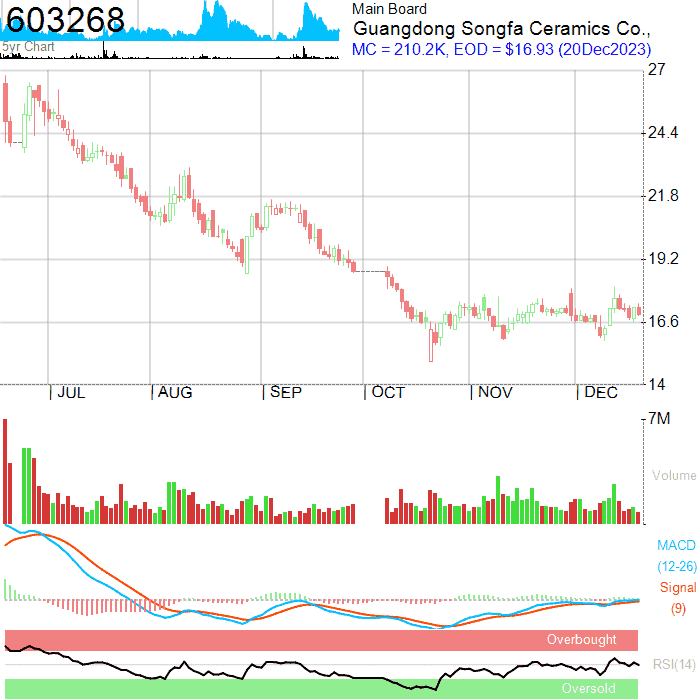 603268
5yr Chart
Main Board
Guangdong Songfa Ceramics Co.,
MC = 210.2K, EOD = $16.93 (20Dec2023)
27
24.4
21.8
19.2
16.6
14
JUL AUG SEP OCT NOV DEC
7M
Volume
MACD
(12-26)
Signal
(9)
Overbought
RSI(14)
Oversold